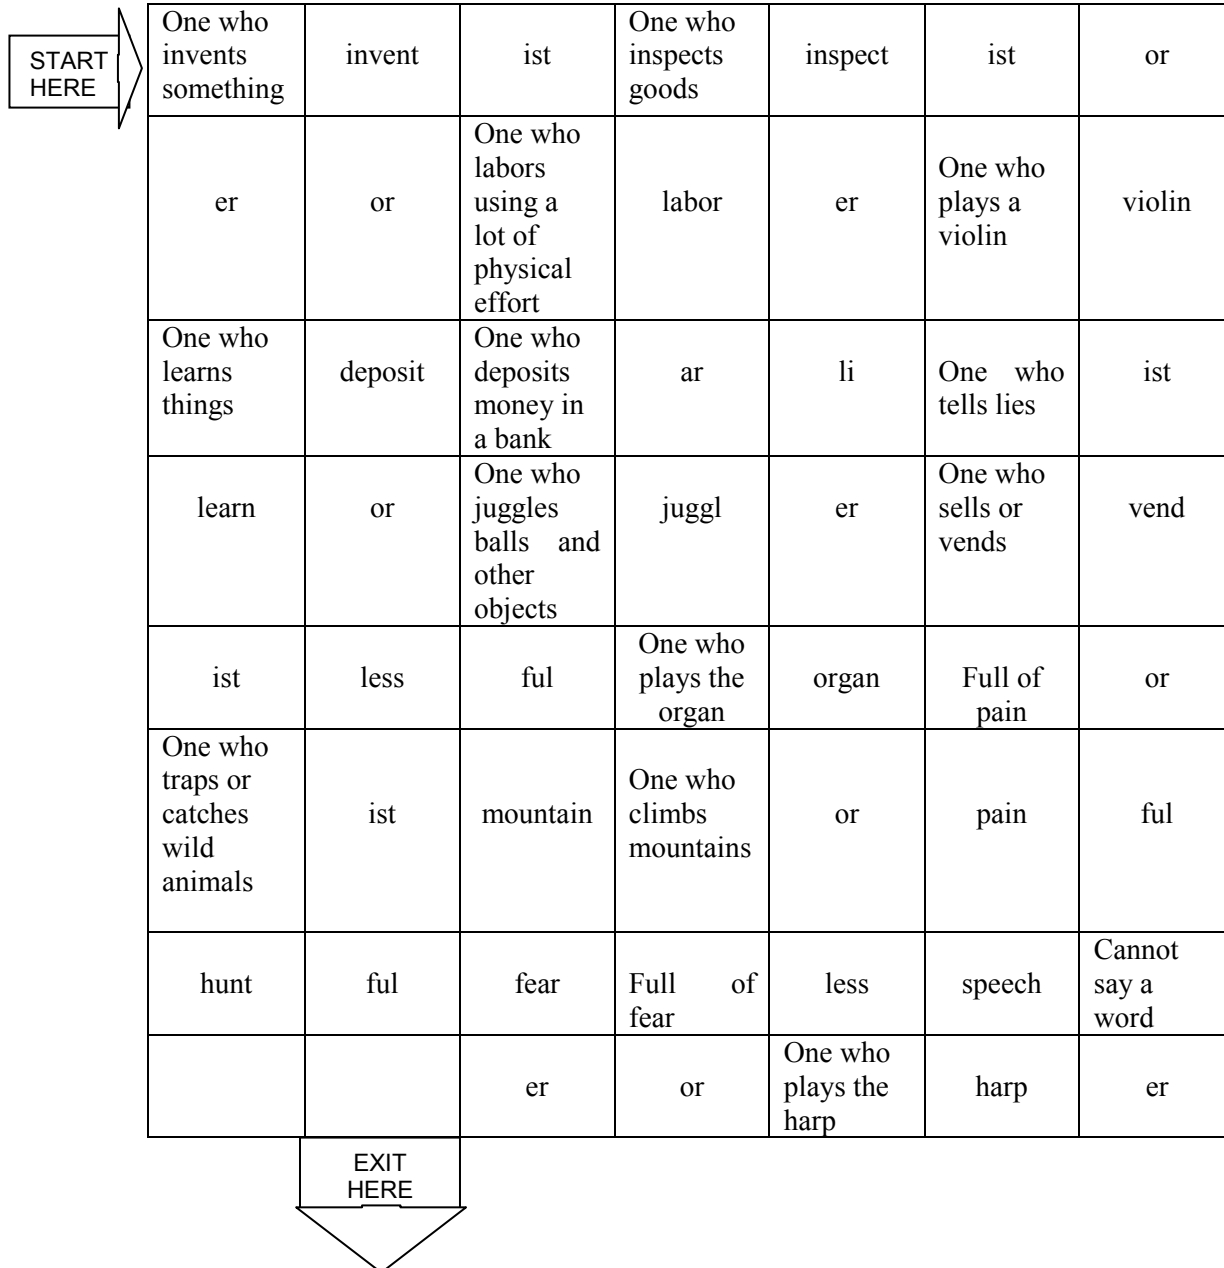 START
HERE
One who
invents
something
invent
ist
One who
inspects
goods
inspect
ist
or
er
or
One who
labors
using a
lot of
physical
effort
labor
er
One who
plays a
violin
violin
One who
learns
things
deposit
One who
deposits
money in
a bank
ar
li
One who
tells lies
ist
learn
or
One who
juggles
balls and
other
objects
juggl
er
One who
sells or
vends
vend
ist
less
ful
One who
plays the
organ
organ
Full of
pain
or
One who
traps or
catches
wild
animals
ist
mountain
One who
climbs
mountains
or
pain
ful
hunt
ful
fear
Full of
fear
less
speech
Cannot
say a
word
er
or
One who
plays the
harp
harp
er
EXIT
HERE